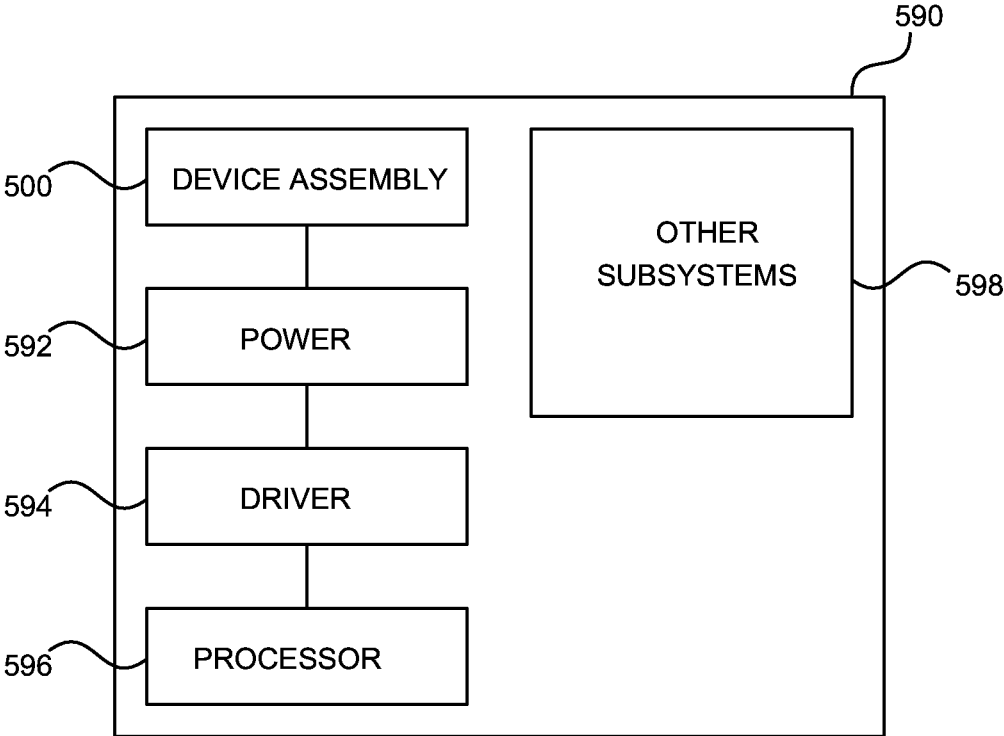 590
500
DEVICE ASSEMBLY
OTHER
SUBSYSTEMS
598
592
POWER
594
DRIVER
596
PROCESSOR